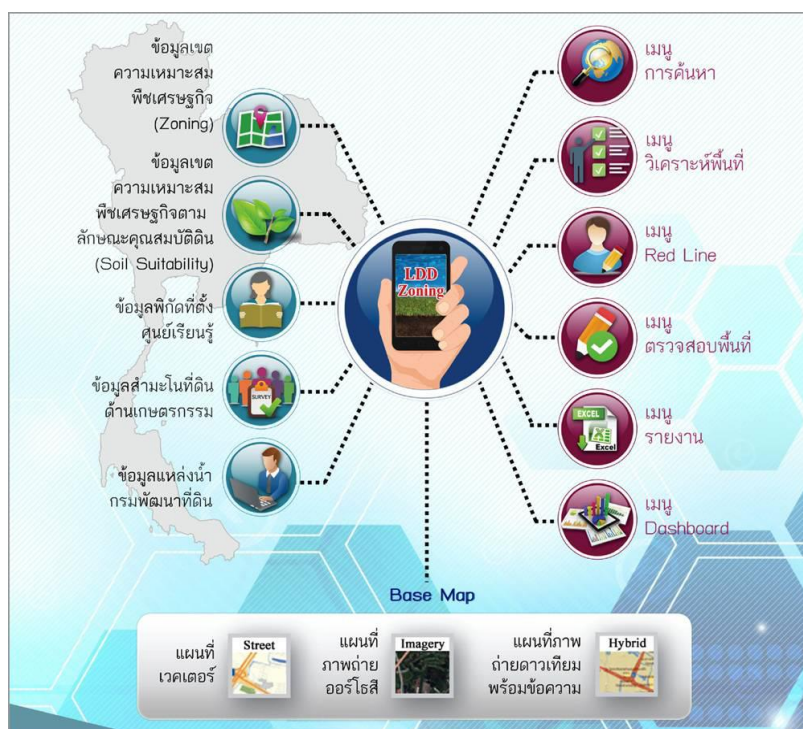 ข้อมูลเขต
ความเหมาะสม
พืชเศรษฐกิจ
(Zoning)
ข้อมูลเขต
ความเหมาะสม
พืชเศรษฐกิจตาม
ลักษณะคุณสมบัติดิน
(Soil Suitability)
ข้อมูลพิกัดที่ตั้ง
ศูนย์เรียนรู้
ข้อมูลสำมะโนที่ดิน
ด้านเกษตรกรรม
SURVEY
ข้อมูลแหล่งน้ำ
กรมพัฒนาที่ดิน
LDD
Zoning
เมนู
การค้นหา
เมนู
วิเคราะห์พื้นที่
เมนู
Red Line
เมนู
ตรวจสอบพื้นที่
EXCEL
Excel
เมนู
รายงาน
เมนู
Dashboard
Base Map
แผนที่
เวคเตอร์
Street
แผนที่
ภาพถ่าย
ออร์โธสี
Imagery
แผนที่ภาพ
ถ่ายดาวเทียม
พร้อมข้อความ
Hybrid